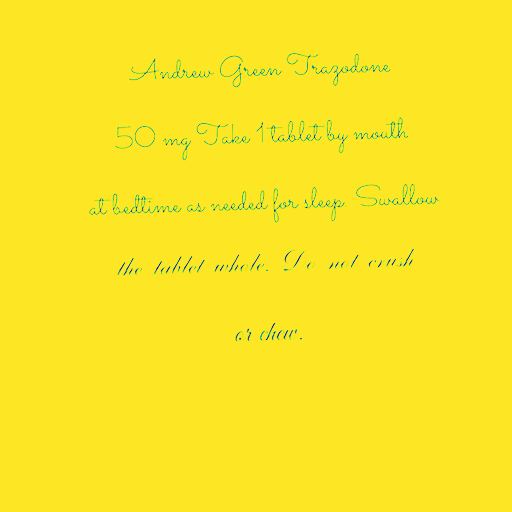 Andrew Green Trazodone
50 mg Take 1 tablet by mouth
at bedtime as needed for sleep Swallow
the tablet whole. Do not crush
or chew.